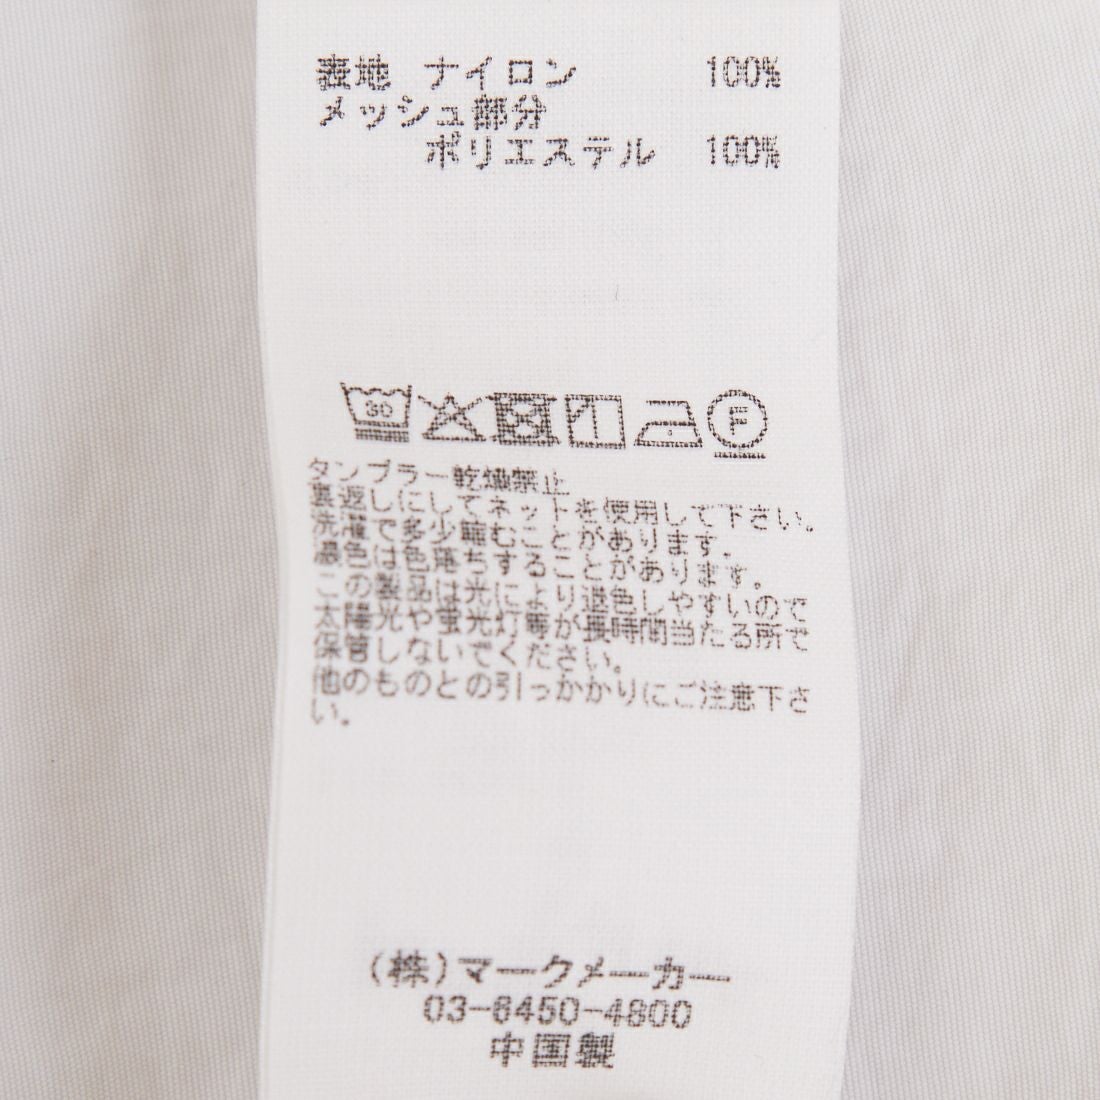 表地 ナイロン 100%
メッシュ部分
ポリエステル 100%
30
F
タンブラー乾燥禁止
裏返しにしてネットを使用して下さい。
洗濯で多少縮むことがあります。
濃色は色落ちすることがあります。
この製品は光により退色しやすいので
太陽光や蛍光灯等が長時間当たる所で
保管しないでください。
他のものとの引っかかりにご注意下さ
い。
(株)マークメーカー
03-6450-4800
中国製